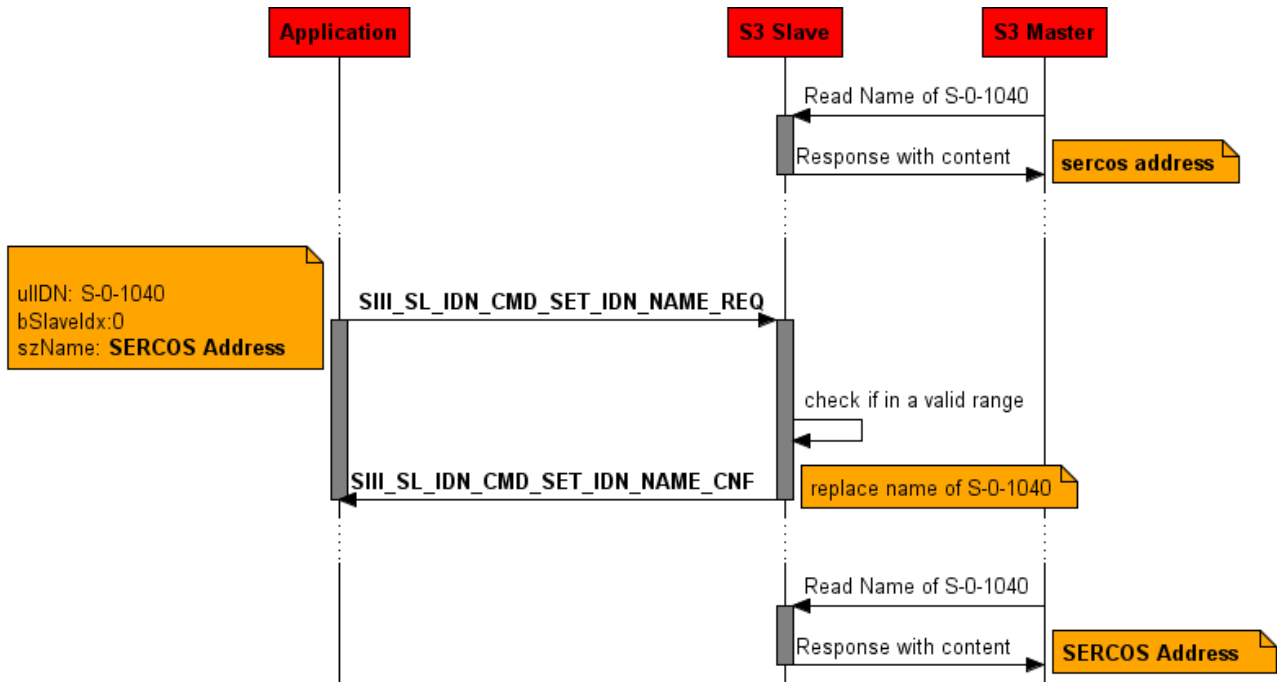 Application
S3 Slave
S3 Master
Read Name of S-0-1040
Response with content
sercos address
ulIDN: S-0-1040
bSlaveIdx:0
szName: SERCOS Address
SIII_SL_IDN_CMD_SET_IDN_NAME_REQ
check if in a valid range
SIII_SL_IDN_CMD_SET_IDN_NAME_CNF
replace name of S-0-1040
Read Name of S-0-1040
Response with content
SERCOS Address